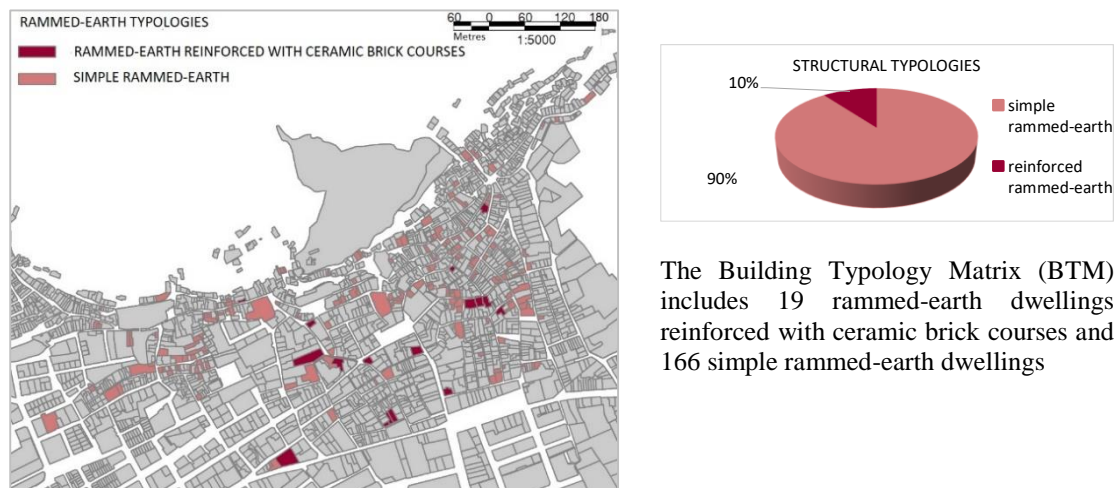 RAMMED-EARTH TYPOLOGIES
RAMMED-EARTH REINFORCED WITH CERAMIC BRICK COURSES
SIMPLE RAMMED-EARTH
60 0 60 120 180
Metres 1:5000
STRUCTURAL TYPOLOGIES
10%
90%
simple
rammed-earth
reinforced
rammed-earth
The Building Typology Matrix (BTM)
includes 19 rammed-earth dwellings
reinforced with ceramic brick courses and
166 simple rammed-earth dwellings